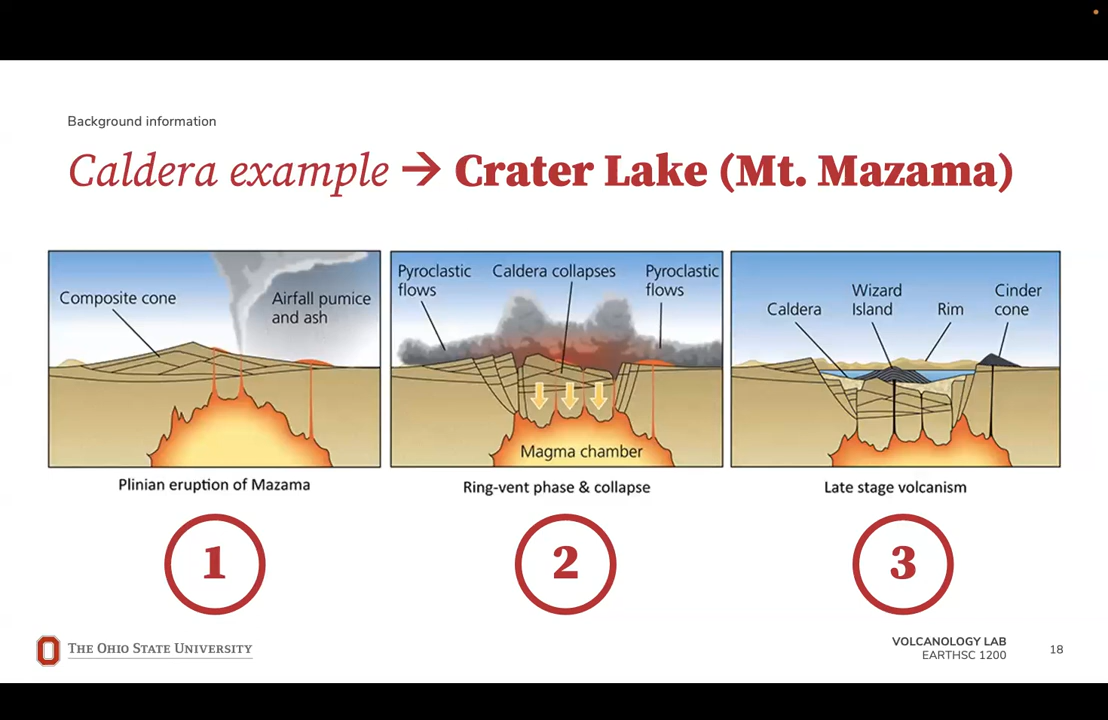 Background information
Caldera example → Crater Lake (Mt. Mazama)
Composite cone
Airfall pumice
and ash
Plinian eruption of Mazama
1
Pyroclastic
flows
Caldera collapses
Pyroclastic
flows
Magma chamber
Ring-vent phase & collapse
2
Caldera
Wizard
Island
Rim
Cinder
cone
Late stage volcanism
3
THE OHIO STATE UNIVERSITY
VOLCANOLOGY LAB
EARTHSC 1200
18